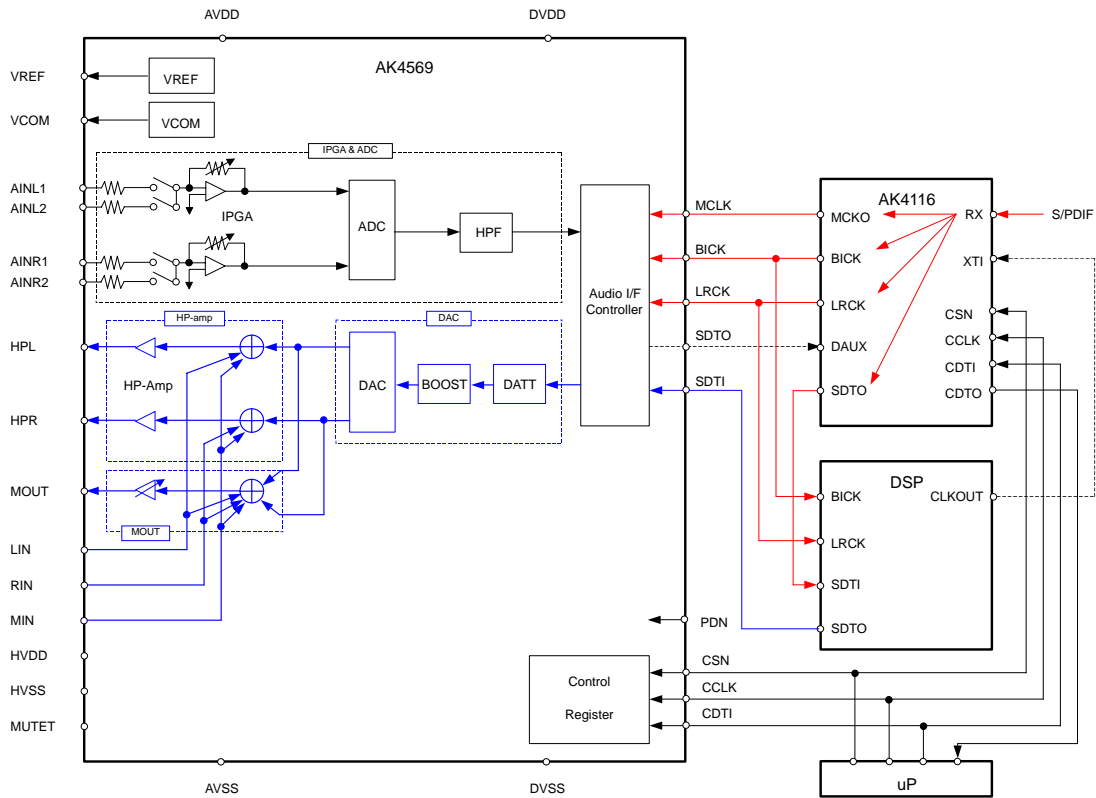 AVDD
DVDD
AK4569
VREF
VREF
VCOM
VCOM
IPGA & ADC
AINL1
AINL2
IPGA
AINR1
AINR2
ADC
HPF
Audio I/F
Controller
MCLK
BICK
LRCK
SDTO
SDTI
AK4116
MCKO
RX
S/PDIF
BICK
XTI
LRCK
CSN
CCLK
DAUX
CDTI
SDTO
CDTO
HP-amp
DAC
HPL
HP-Amp
DAC
BOOST
DATT
HPR
MOUT
MOUT
LIN
RIN
MIN
HVDD
HVSS
MUTET
DSP
BICK
CLKOUT
LRCK
SDTI
SDTO
PDN
Control
Register
CSN
CCLK
CDTI
uP
AVSS
DVSS